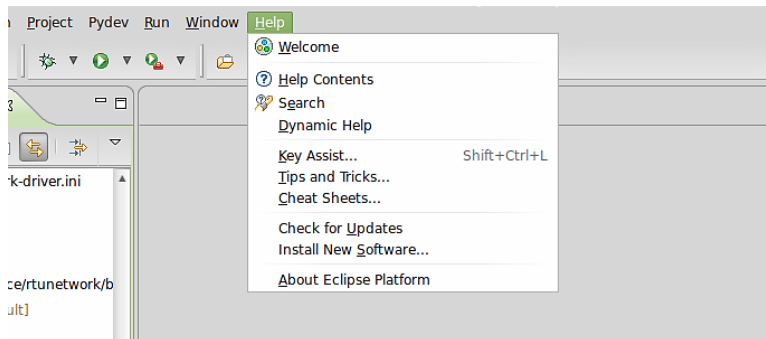 Project Pydev Run Window Help
Welcome
Help Contents
Search
Dynamic Help
Key Assist... Shift+Ctrl+L
Tips and Tricks...
Cheat Sheets...
Check for Updates
Install New Software...
About Eclipse Platform
rk-driver.ini
ce/rtunetwork/b
ult]